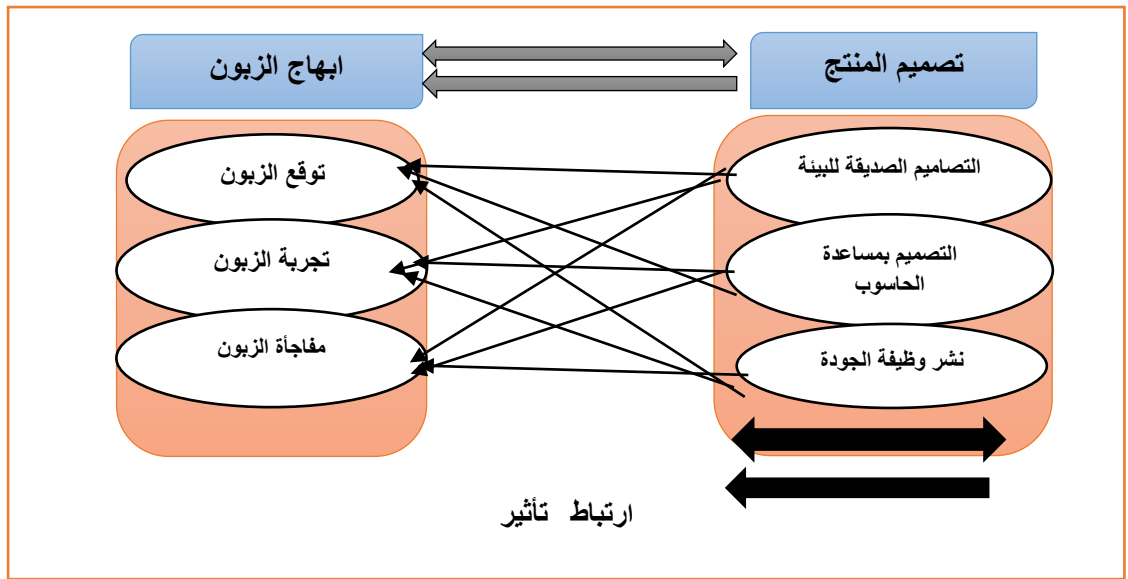 تصميم المنتج
ابهاج الزبون
التصاميم الصديقة للبيئة
التصميم بمساعدة
الحاسوب
نشر وظيفة الجودة
توقع الزبون
تجربة الزبون
مفاجأة الزبون
ارتباط تأثير